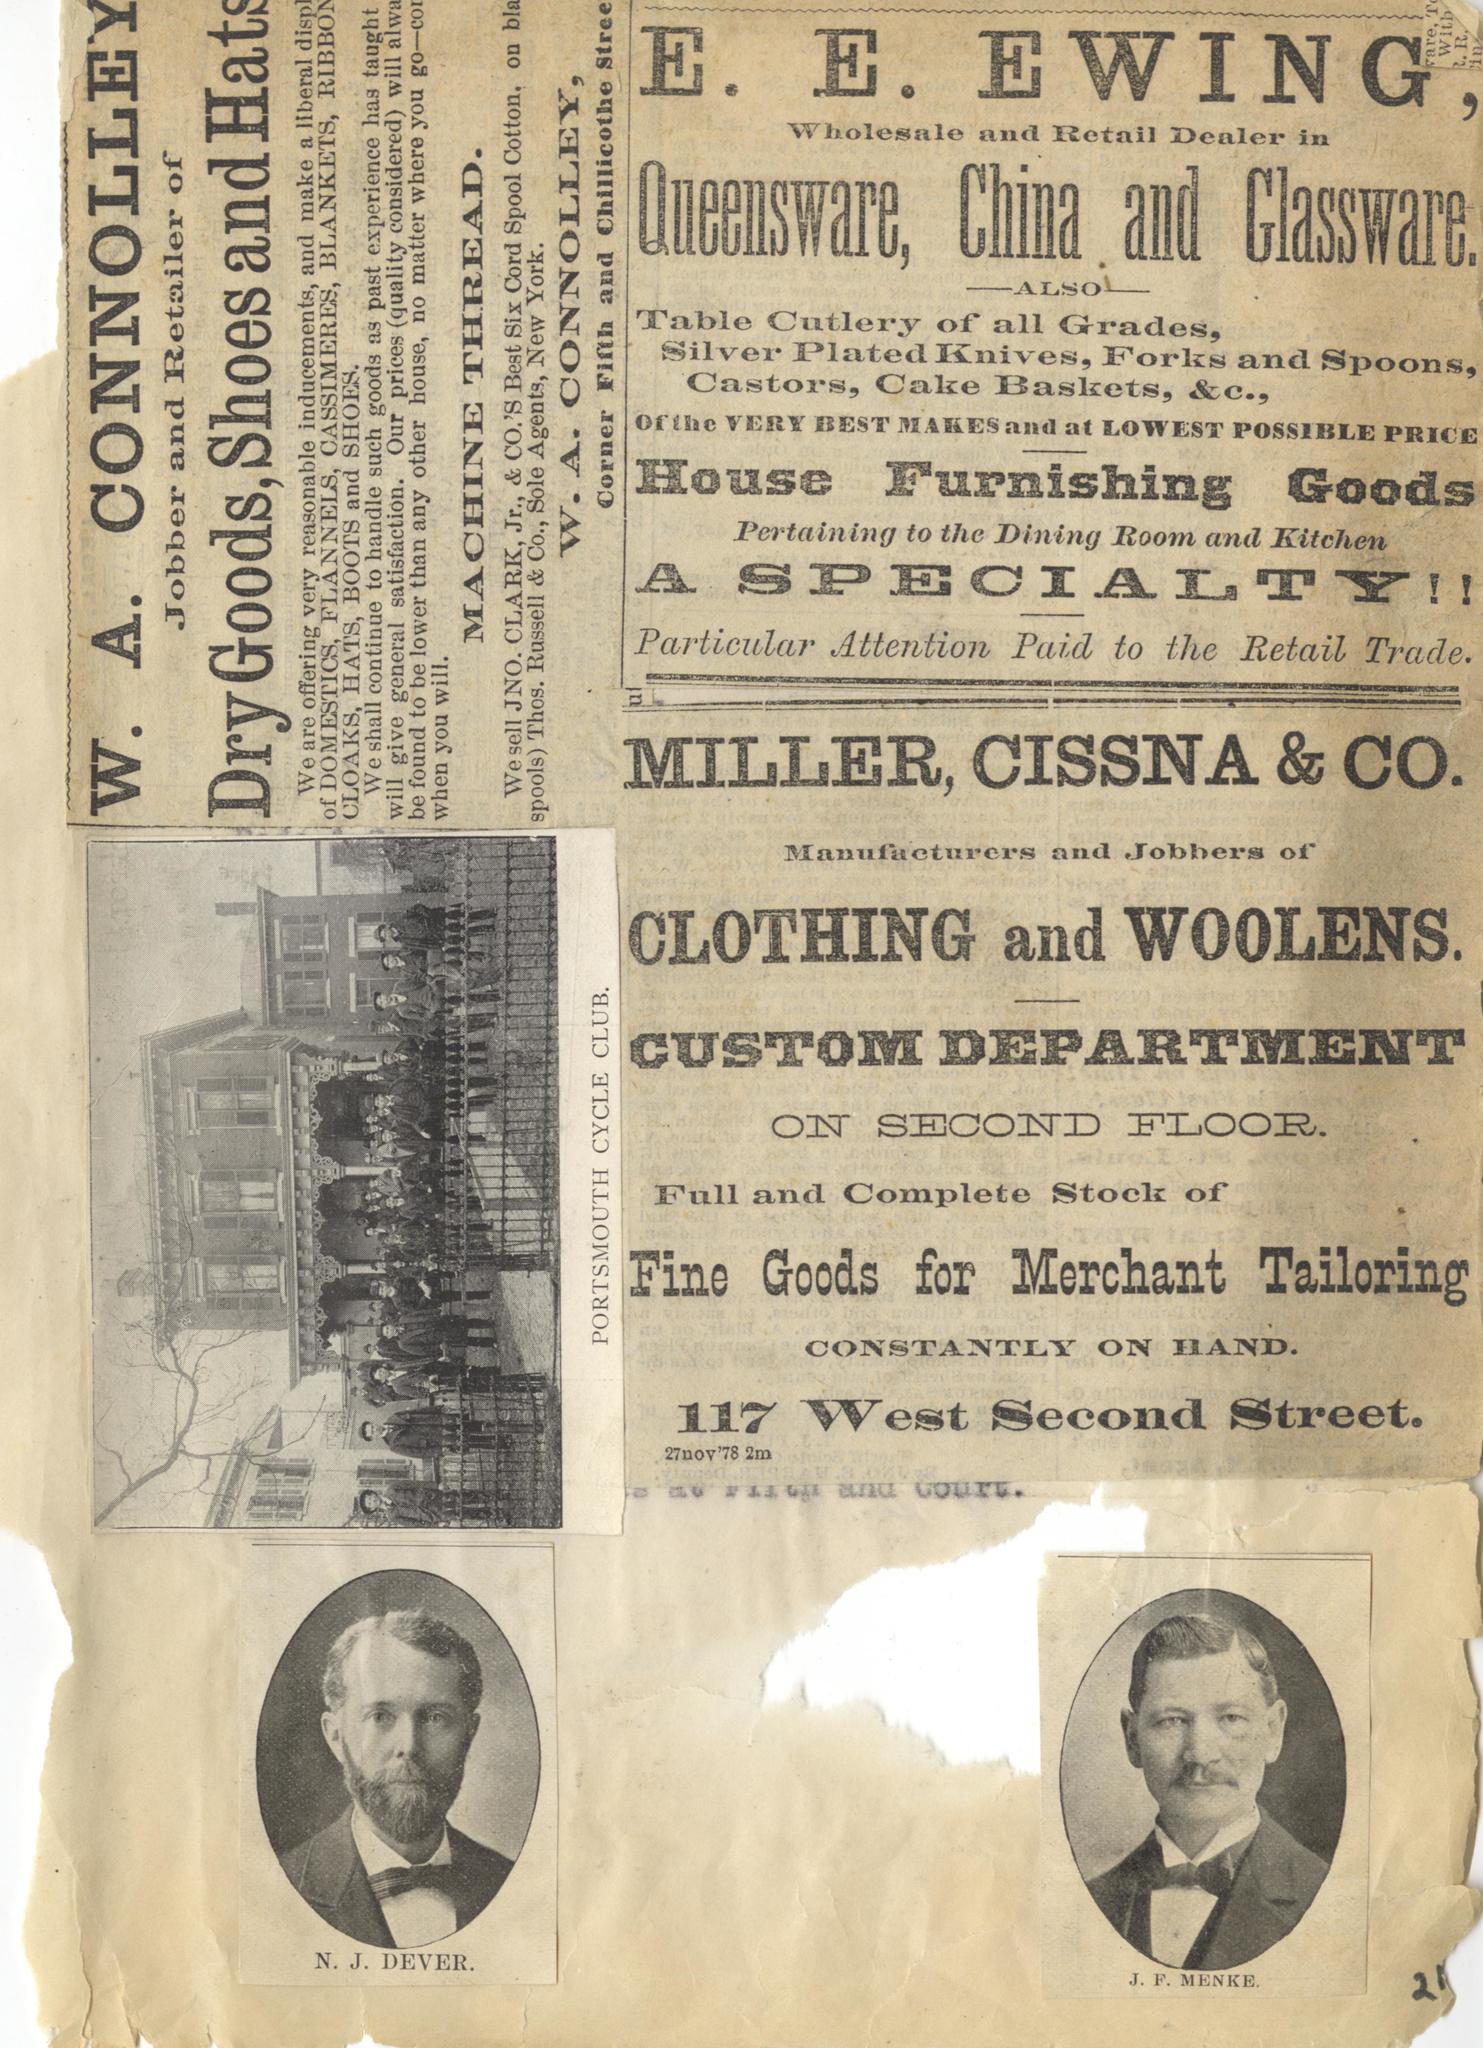 W. A. CONNOLLEY
Jobber and Retailer of
Dry Goods, Shoes and Hats
We are offering very reasonable inducements, and make a liberal displ
of DOMESTICS, FLANNELS, CASSIMERES, BLANKETS, RIBBON
CLOAKS, HATS, BOOTS and SHOES.
We shall continue to handle such goods as past experience has taught
will give general satisfaction. Our prices (quality considered) will alwa
be found to be lower than any other house, no matter where you go—co
when you will.
MACHINE THREAD.
We sell JNO. CLARK, Jr., & CO.'S Best Six Cord Spool Cotton, on bla
spools) Thos. Russell & Co., Sole Agents, New York.
W. A. CONNOLLEY,
Corner Fifth and Chillicothe Stree
E. E. EWING,
Wholesale and Retail Dealer in
Queensware, China and Glassware.
—ALSO—
Table Cutlery of all Grades,
Silver Plated Knives, Forks and Spoons,
Castors, Cake Baskets, &c.,
Of the VERY BEST MAKES and at LOWEST POSSIBLE PRICE
House Furnishing Goods
Pertaining to the Dining Room and Kitchen
A SPECIALTY!!
Particular Attention Paid to the Retail Trade.
MILLER, CISSNA & CO.
Manufacturers and Jobbers of
CLOTHING and WOOLENS.
CUSTOM DEPARTMENT
ON SECOND FLOOR.
Full and Complete Stock of
Fine Goods for Merchant Tailoring
CONSTANTLY ON HAND.
117 West Second Street.
27nov'78 2m
at Fifth and Court.
PORTSMOUTH CYCLE CLUB.
N. J. DEVER.
J. F. MENKE.
21